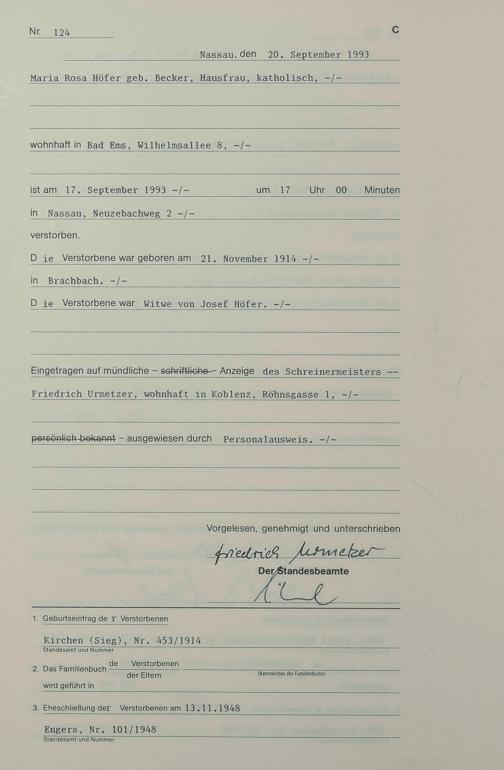 Nr. 124 C
Nassau, den 20. September 1993
Maria Rosa Höfer geb. Becker, Hausfrau, katholisch, -/-
wohnhaft in Bad Ems, Wilhelmsallee 8, -/-
ist am 17. September 1993 -/- um 17 Uhr 00 Minuten
in Nassau, Neuzebachweg 2 -/-
verstorben.
D ie Verstorbene war geboren am 21. November 1914 -/-
in Brachbach. -/-
D ie Verstorbene war Witwe von Josef Höfer. -/-
Eingetragen auf mündliche – schriftliche – Anzeige des Schreinermeisters --
Friedrich Urmetzer, wohnhaft in Koblenz, Röhnsgasse 1, -/-
persönlich bekannt – ausgewiesen durch Personalausweis. -/-
Vorgelesen, genehmigt und unterschrieben
Friedrich Urmetzer
Der Standesbeamte
1. Geburtseintrag de r Verstorbenen
Kirchen (Sieg), Nr. 453/1914
Standesamt und Nummer
2. Das Familienbuch de Verstorbenen
der Eltern
(Kennzeichen des Familienbuchs)
wird geführt in
3. Eheschließung der Verstorbenen am 13.11.1948
Engers, Nr. 101/1948
Standesamt und Nummer